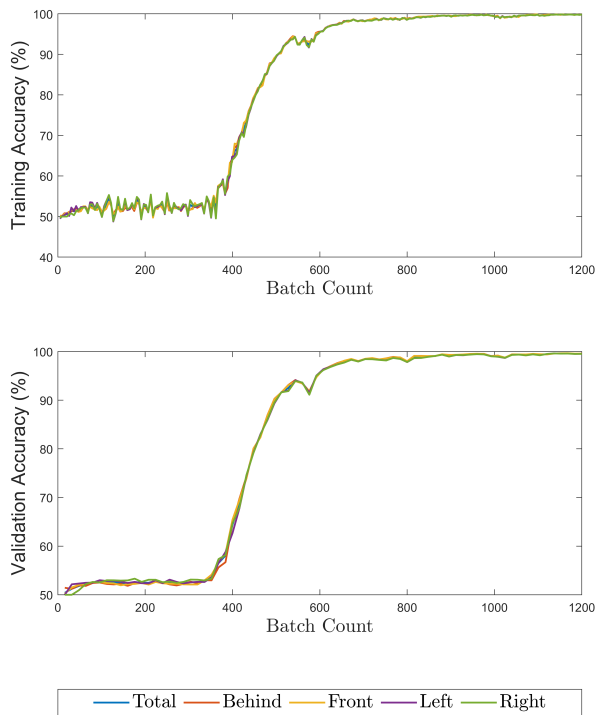 Training Accuracy (%)
100
90
80
70
60
50
40
0 200 400 600 800 1000 1200
Batch Count
Validation Accuracy (%)
100
90
80
70
60
50
0 200 400 600 800 1000 1200
Batch Count
Total Behind Front Left Right